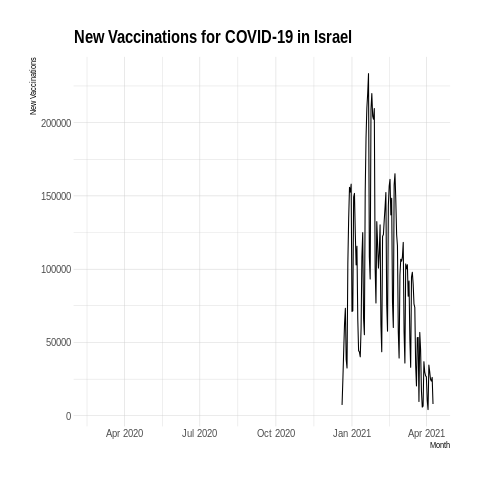 New Vaccinations for COVID-19 in Israel
New Vaccinations
200000
150000
100000
50000
0
Apr 2020 Jul 2020 Oct 2020 Jan 2021 Apr 2021
Month